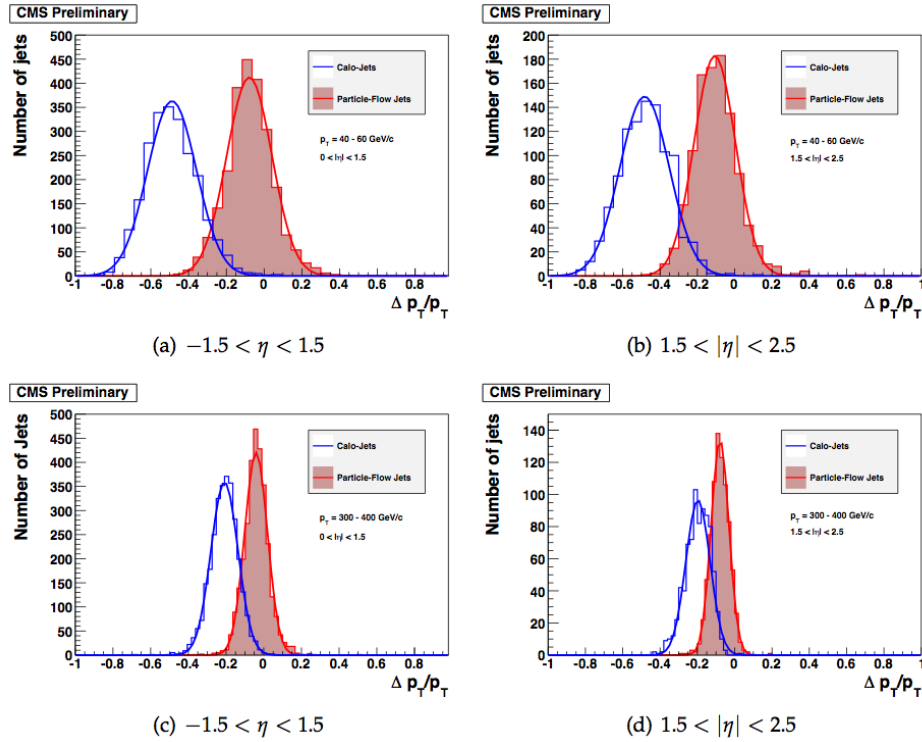 CMS Preliminary
Number of jets
500
450
400
350
300
250
200
150
100
50
0
-1 -0.8 -0.6 -0.4 -0.2 0 0.2 0.4 0.6 0.8
Δ p_T/p_T
Calo-Jets
Particle-Flow Jets
p_T = 40 - 60 GeV/c
0 < |η| < 1.5
(a) −1.5 < η < 1.5
CMS Preliminary
Number of jets
200
180
160
140
120
100
80
60
40
20
0
-1 -0.8 -0.6 -0.4 -0.2 0 0.2 0.4 0.6 0.8 1
Δ p_T/p_T
Calo-Jets
Particle-Flow Jets
p_T = 40 - 60 GeV/c
1.5 < |η| < 2.5
(b) 1.5 < |η| < 2.5
CMS Preliminary
Number of Jets
500
450
400
350
300
250
200
150
100
50
0
-1 -0.8 -0.6 -0.4 -0.2 0 0.2 0.4 0.6 0.8
Δ p_T/p_T
Calo-Jets
Particle-Flow Jets
p_T = 300 - 400 GeV/c
0 < |η| < 1.5
(c) −1.5 < η < 1.5
CMS Preliminary
Number of jets
140
120
100
80
60
40
20
0
-1 -0.8 -0.6 -0.4 -0.2 0 0.2 0.4 0.6 0.8 1
Δ p_T/p_T
Calo-Jets
Particle-Flow Jets
p_T = 300 - 400 GeV/c
1.5 < |η| < 2.5
(d) 1.5 < |η| < 2.5